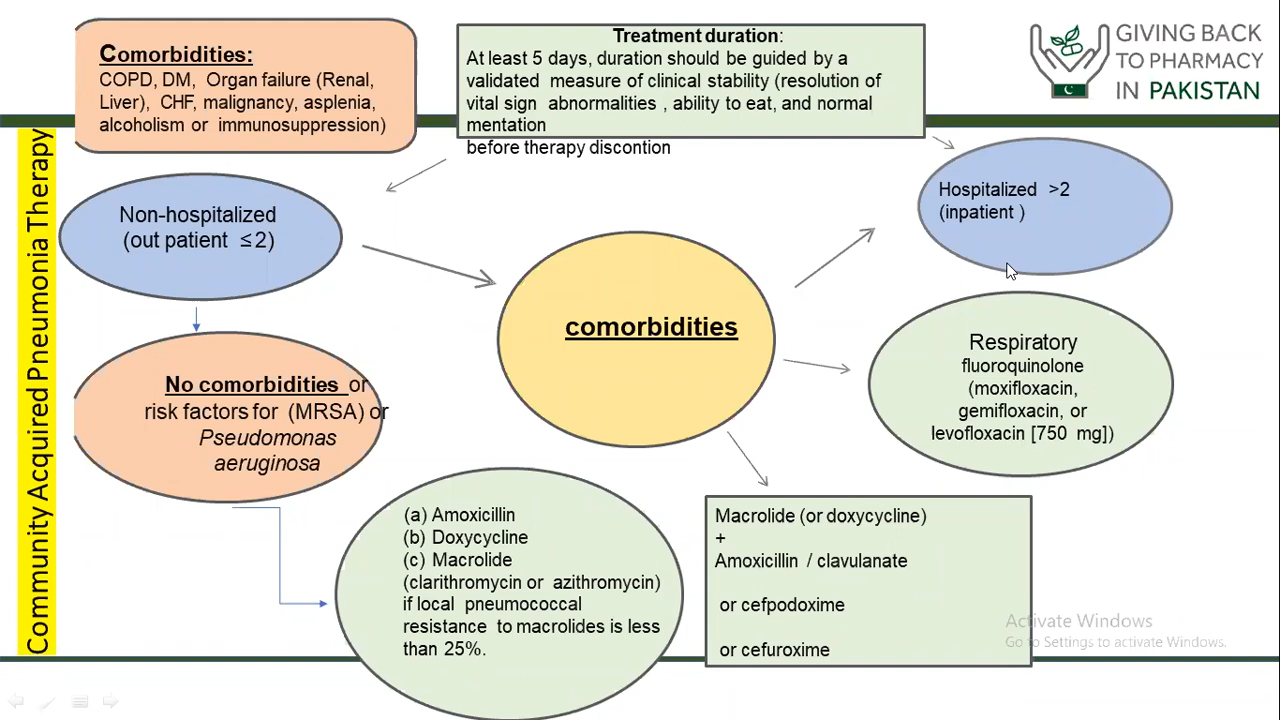 Comorbidities:
COPD, DM, Organ failure (Renal,
Liver), CHF, malignancy, asplenia,
alcoholism or immunosuppression)
Treatment duration:
At least 5 days, duration should be guided by a
validated measure of clinical stability (resolution of
vital sign abnormalities , ability to eat, and normal
mentation
before therapy discontion
GIVING BACK
TO PHARMACY
IN PAKISTAN
Community Acquired Pneumonia Therapy
Non-hospitalized
(out patient ≤2)
Hospitalized >2
(inpatient )
comorbidities
No comorbidities or
risk factors for (MRSA) or
Pseudomonas
aeruginosa
Respiratory
fluoroquinolone
(moxifloxacin,
gemifloxacin, or
levofloxacin [750 mg])
(a) Amoxicillin
(b) Doxycycline
(c) Macrolide
(clarithromycin or azithromycin)
if local pneumococcal
resistance to macrolides is less
than 25%.
Macrolide (or doxycycline)
+
Amoxicillin / clavulanate
or cefpodoxime
or cefuroxime
Activate Windows
Go to Settings to activate Windows.